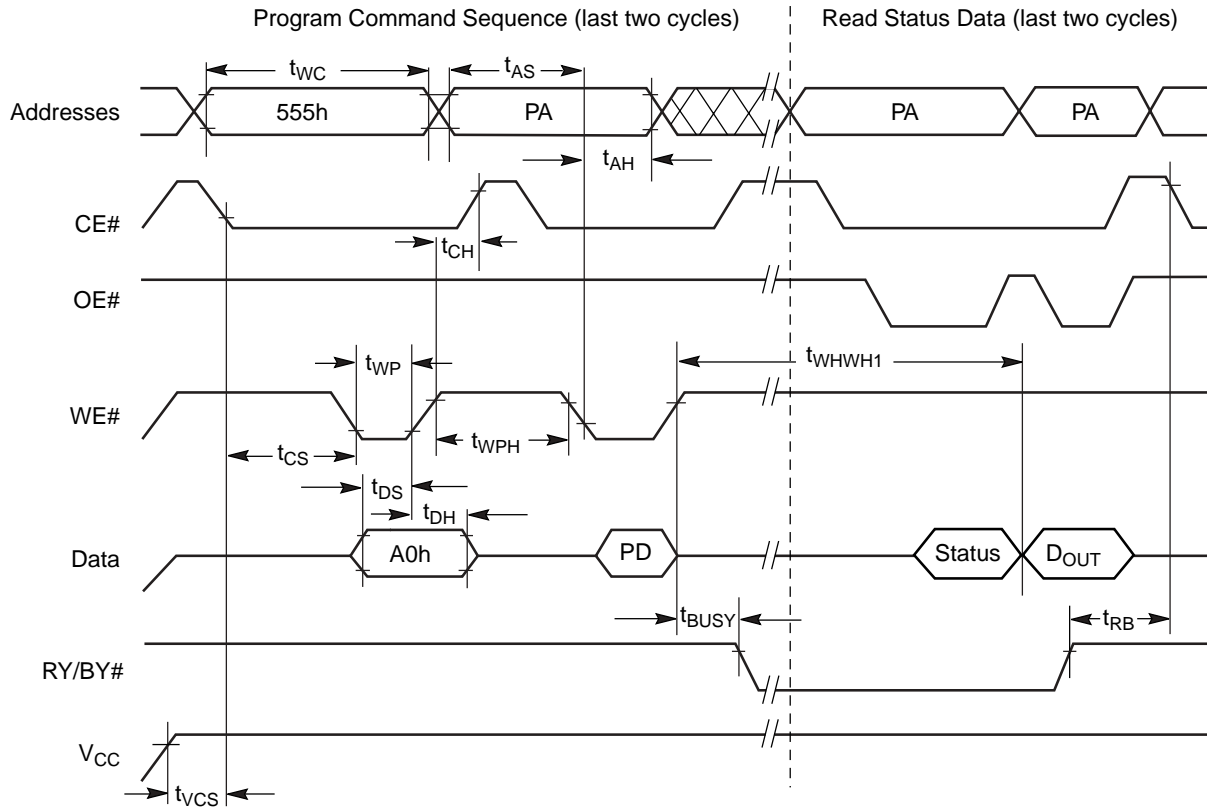 Program Command Sequence (last two cycles) Read Status Data (last two cycles)
tWC tAS
Addresses 555h PA PA PA
tAH
CE#
tCH
OE#
tWHWH1
tWP
WE#
tWPH
tCS
tDS
tDH
Data A0h PD Status DOUT
tBUSY tRB
RY/BY#
VCC
tVCS